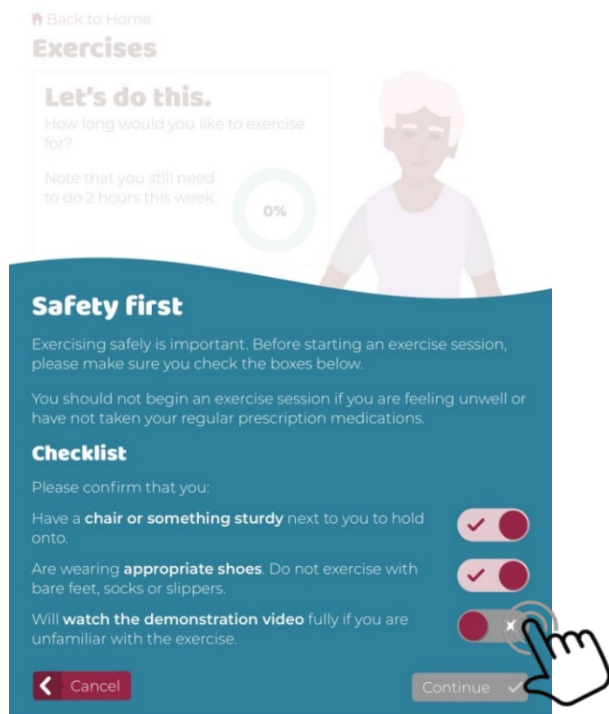 Back to Home
Exercises
Let's do this.
How long would you like to exercise
for?
Note that you still need
to do 2 hours this week.
0%
Safety first
Exercising safely is important. Before starting an exercise session,
please make sure you check the boxes below.
You should not begin an exercise session if you are feeling unwell or
have not taken your regular prescription medications.
Checklist
Please confirm that you:
Have a chair or something sturdy next to you to hold
onto.
Are wearing appropriate shoes. Do not exercise with
bare feet, socks or slippers.
Will watch the demonstration video fully if you are
unfamiliar with the exercise.
Cancel
Continue